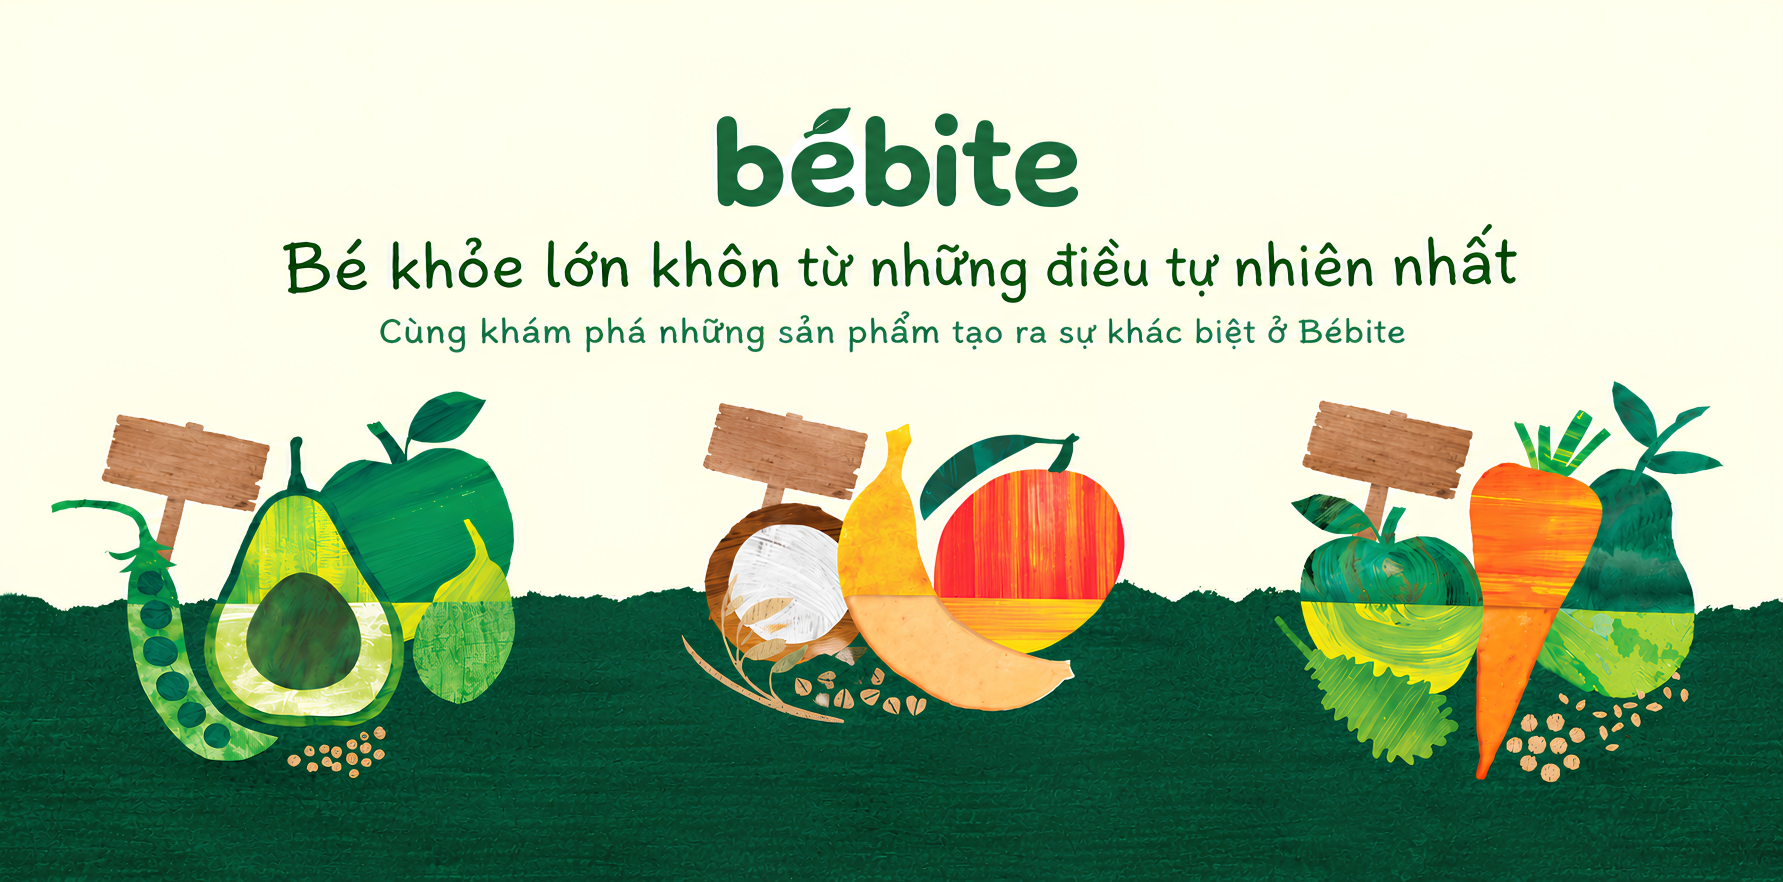 bébite
Bé khỏe lớn khôn từ những điều tự nhiên nhất
Cùng khám phá những sản phẩm tạo ra sự khác biệt ở Bébite